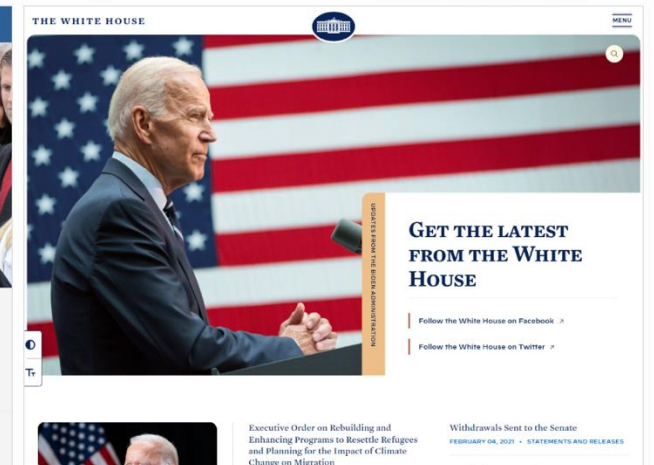 THE WHITE HOUSE
MENU
UPDATES FROM THE BIDEN ADMINISTRATION
GET THE LATEST
FROM THE WHITE
HOUSE
Follow the White House on Facebook ↗
Follow the White House on Twitter ↗
Tт
Executive Order on Rebuilding and
Enhancing Programs to Resettle Refugees
and Planning for the Impact of Climate
Change on Migration
Withdrawals Sent to the Senate
FEBRUARY 04, 2021 • STATEMENTS AND RELEASES